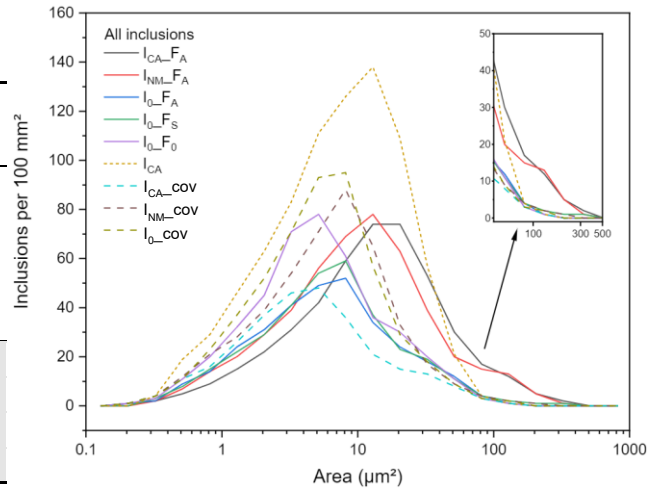 160
140
120
100
80
60
40
20
0
Inclusions per 100 mm²
All inclusions
I_CA_F_A
I_NM_F_A
I_0_F_A
I_0_F_S
I_0_F_0
I_CA
I_CA_cov
I_NM_cov
I_0_cov
50
40
30
20
10
0
100 300 500
0.1 1 10 100 1000
Area (µm²)